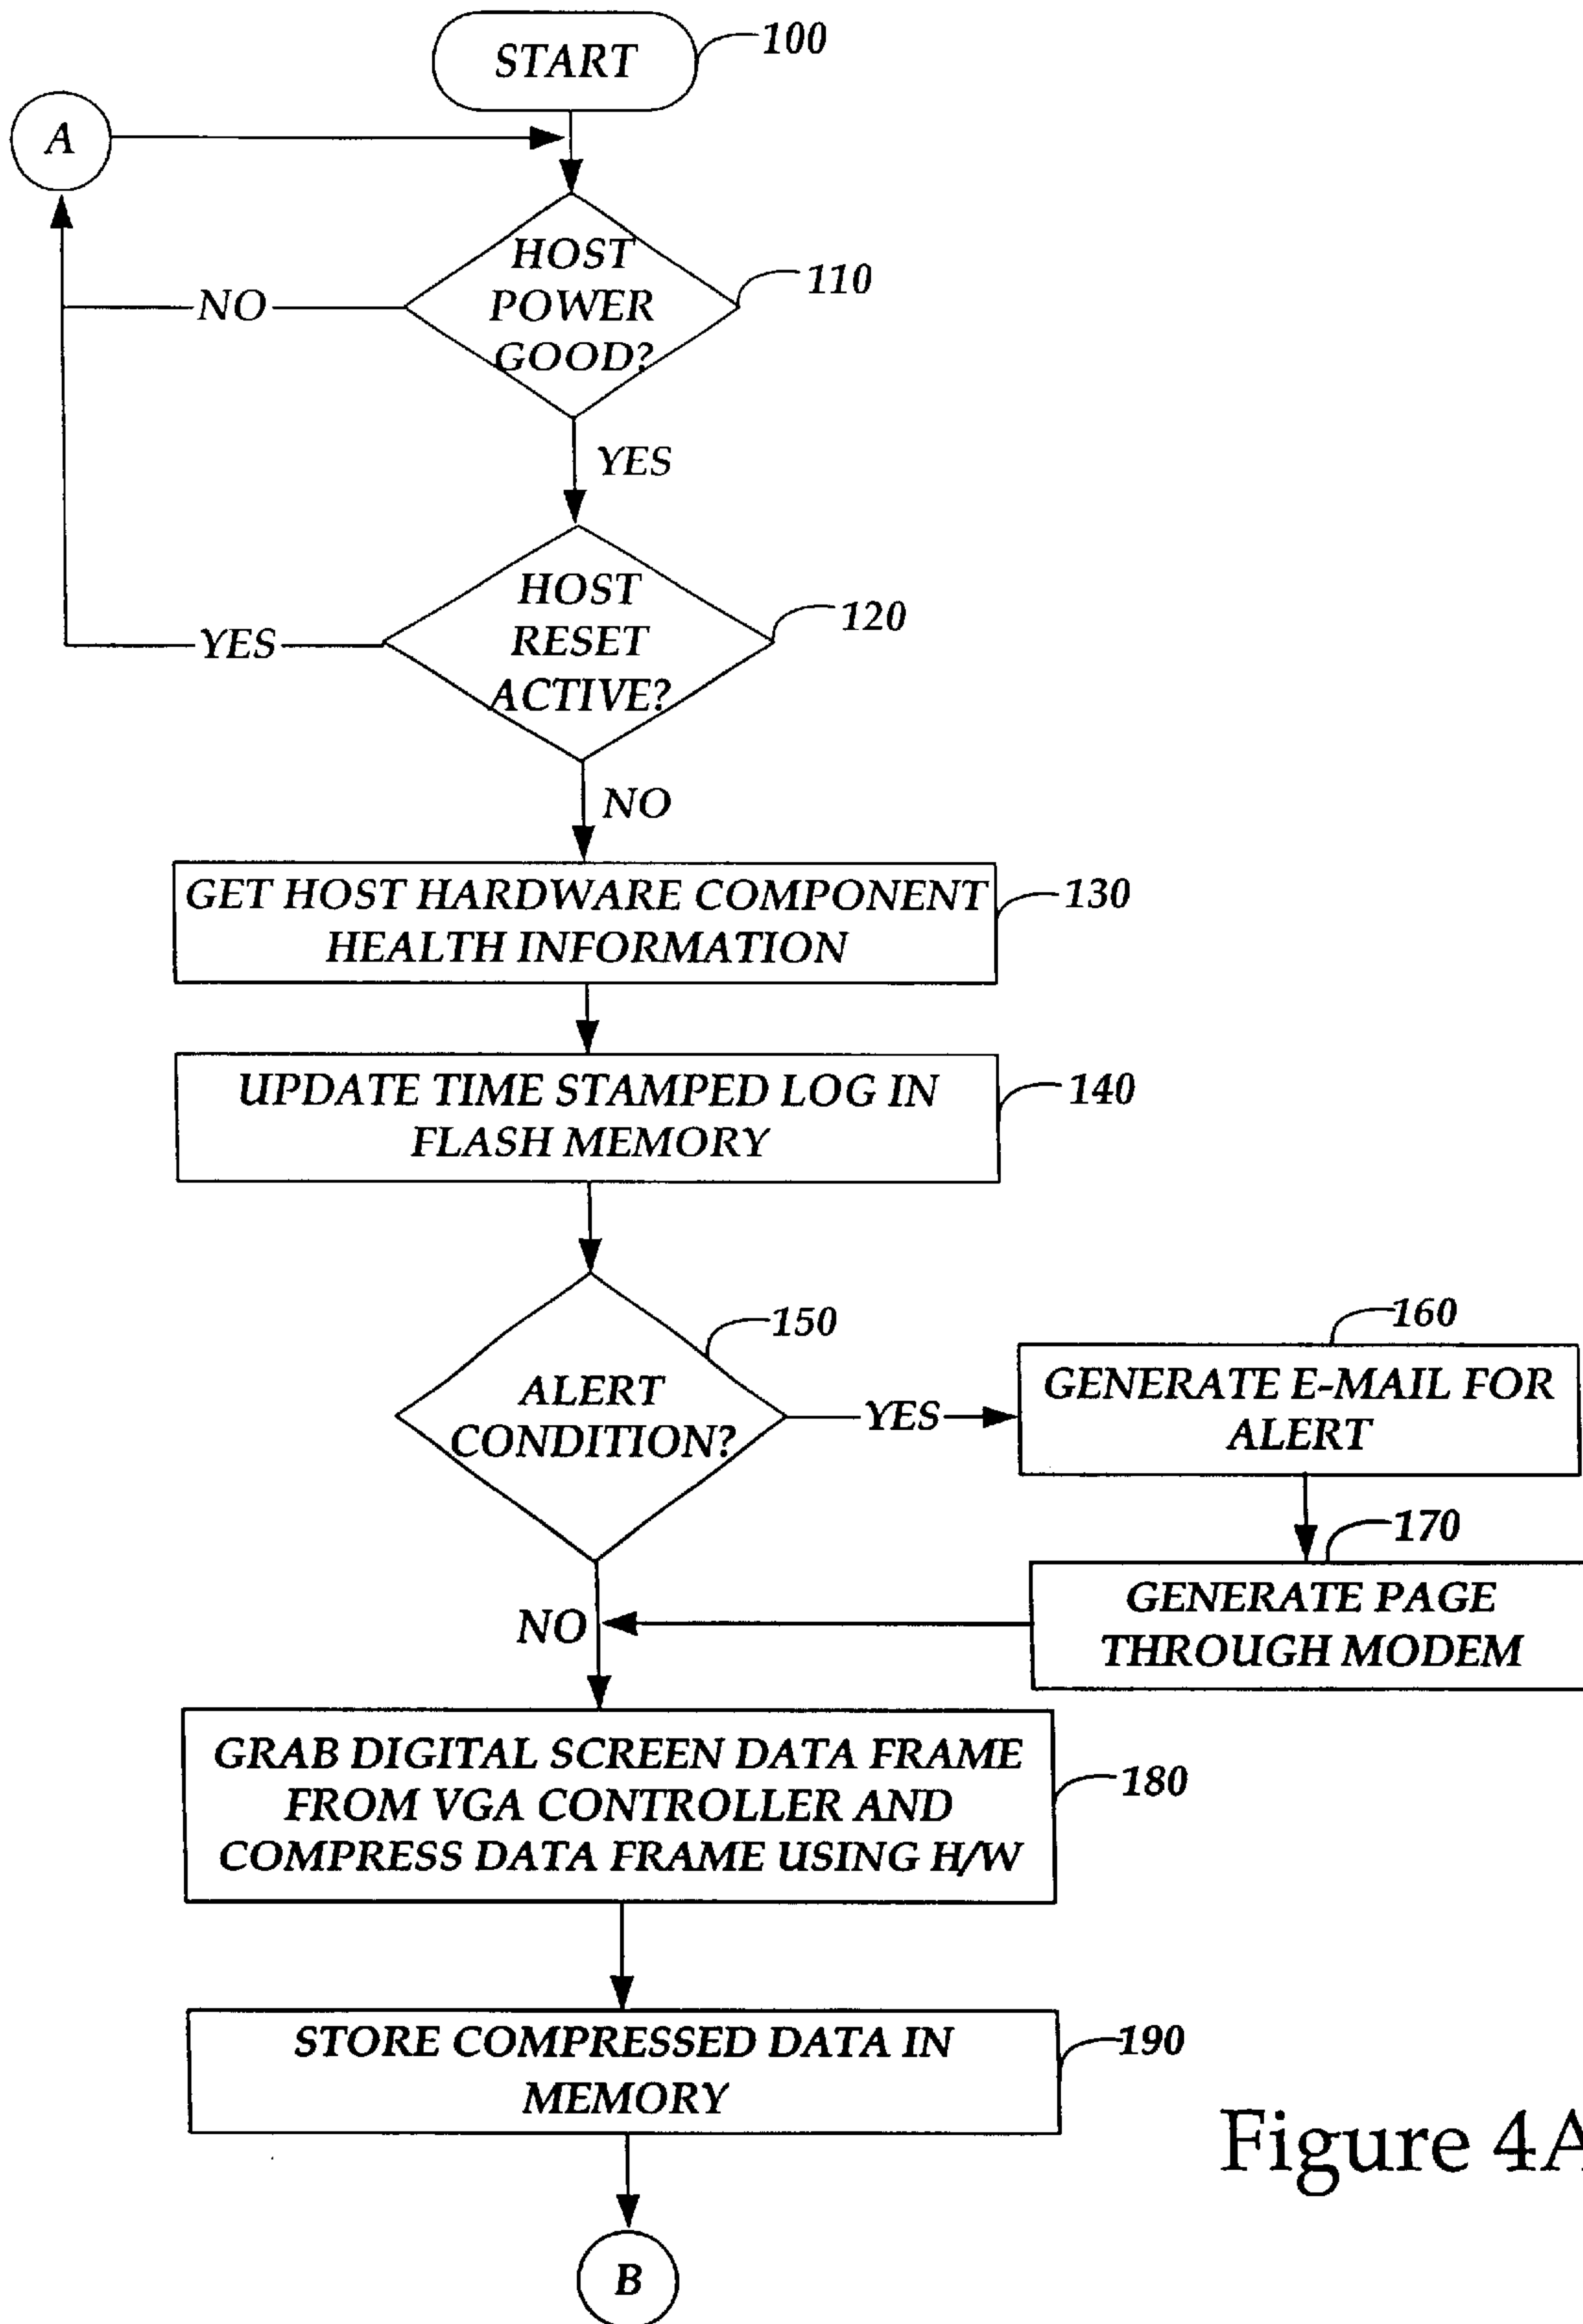 START
100
A
HOST
POWER
GOOD?
110
NO
YES
HOST
RESET
ACTIVE?
120
YES
NO
GET HOST HARDWARE COMPONENT
HEALTH INFORMATION
130
UPDATE TIME STAMPED LOG IN
FLASH MEMORY
140
ALERT
CONDITION?
150
YES
160
GENERATE E-MAIL FOR
ALERT
170
GENERATE PAGE
THROUGH MODEM
NO
GRAB DIGITAL SCREEN DATA FRAME
FROM VGA CONTROLLER AND
COMPRESS DATA FRAME USING H/W
180
STORE COMPRESSED DATA IN
MEMORY
190
Figure 4A
B